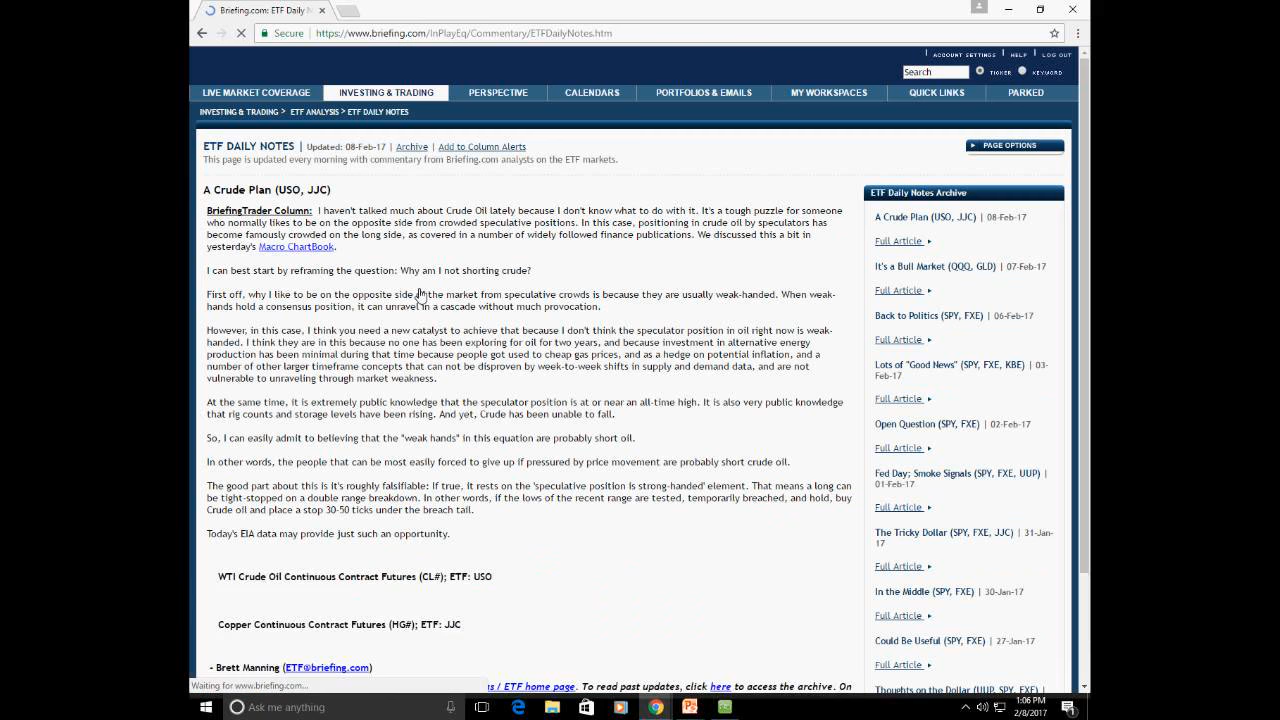 Briefing.com: ETF Daily N
Secure
https://www.briefing.com/InPlayEq/Commentary/ETFDailyNotes.htm
ACCOUNT SETTINGS | HELP | LOG OUT
Search TICKER KEYWORD
LIVE MARKET COVERAGE INVESTING & TRADING PERSPECTIVE CALENDARS PORTFOLIOS & EMAILS MY WORKSPACES QUICK LINKS PARKED
INVESTING & TRADING > ETF ANALYSIS > ETF DAILY NOTES
ETF DAILY NOTES | Updated: 08-Feb-17 | Archive | Add to Column Alerts
PAGE OPTIONS
This page is updated every morning with commentary from Briefing.com analysts on the ETF markets.
A Crude Plan (USO, JJC)
BriefingTrader Column: I haven't talked much about Crude Oil lately because I don't know what to do with it. It's a tough puzzle for someone
who normally likes to be on the opposite side from crowded speculative positions. In this case, positioning in crude oil by speculators has
become famously crowded on the long side, as covered in a number of widely followed finance publications. We discussed this a bit in
yesterday's Macro ChartBook.
I can best start by reframing the question: Why am I not shorting crude?
First off, why I like to be on the opposite side of the market from speculative crowds is because they are usually weak-handed. When weak-
hands hold a consensus position, it can unravel in a cascade without much provocation.
However, in this case, I think you need a new catalyst to achieve that because I don't think the speculator position in oil right now is weak-
handed. I think they are in this because no one has been exploring for oil for two years, and because investment in alternative energy
production has been minimal during that time because people got used to cheap gas prices, and as a hedge on potential inflation, and a
number of other larger timeframe concepts that can not be disproven by week-to-week shifts in supply and demand data, and are not
vulnerable to unraveling through market weakness.
At the same time, it is extremely public knowledge that the speculator position is at or near an all-time high. It is also very public knowledge
that rig counts and storage levels have been rising. And yet, Crude has been unable to fall.
So, I can easily admit to believing that the "weak hands" in this equation are probably short oil.
In other words, the people that can be most easily forced to give up if pressured by price movement are probably short crude oil.
The good part about this is it's roughly falsifiable: If true, it rests on the 'speculative position is strong-handed' element. That means a long can
be tight-stopped on a double range breakdown. In other words, if the lows of the recent range are tested, temporarily breached, and hold, buy
Crude oil and place a stop 30-50 ticks under the breach tail.
Today's EIA data may provide just such an opportunity.
WTI Crude Oil Continuous Contract Futures (CL#); ETF: USO
Copper Continuous Contract Futures (HG#); ETF: JJC
- Brett Manning (ETF@briefing.com)
s / ETF home page. To read past updates, click here to access the archive. On
ETF Daily Notes Archive
A Crude Plan (USO, JJC) | 08-Feb-17
Full Article
It's a Bull Market (QQQ, GLD) | 07-Feb-17
Full Article
Back to Politics (SPY, FXE) | 06-Feb-17
Full Article
Lots of "Good News" (SPY, FXE, KBE) | 03-
Feb-17
Full Article
Open Question (SPY, FXE) | 02-Feb-17
Full Article
Fed Day; Smoke Signals (SPY, FXE, UUP) |
01-Feb-17
Full Article
The Tricky Dollar (SPY, FXE, JJC) | 31-Jan-
17
Full Article
In the Middle (SPY, FXE) | 30-Jan-17
Full Article
Could Be Useful (SPY, FXE) | 27-Jan-17
Full Article
Thoughts on the Dollar (UUP, SPY, FXE) |
Waiting for www.briefing.com...
Ask me anything
1:06 PM
2/8/2017